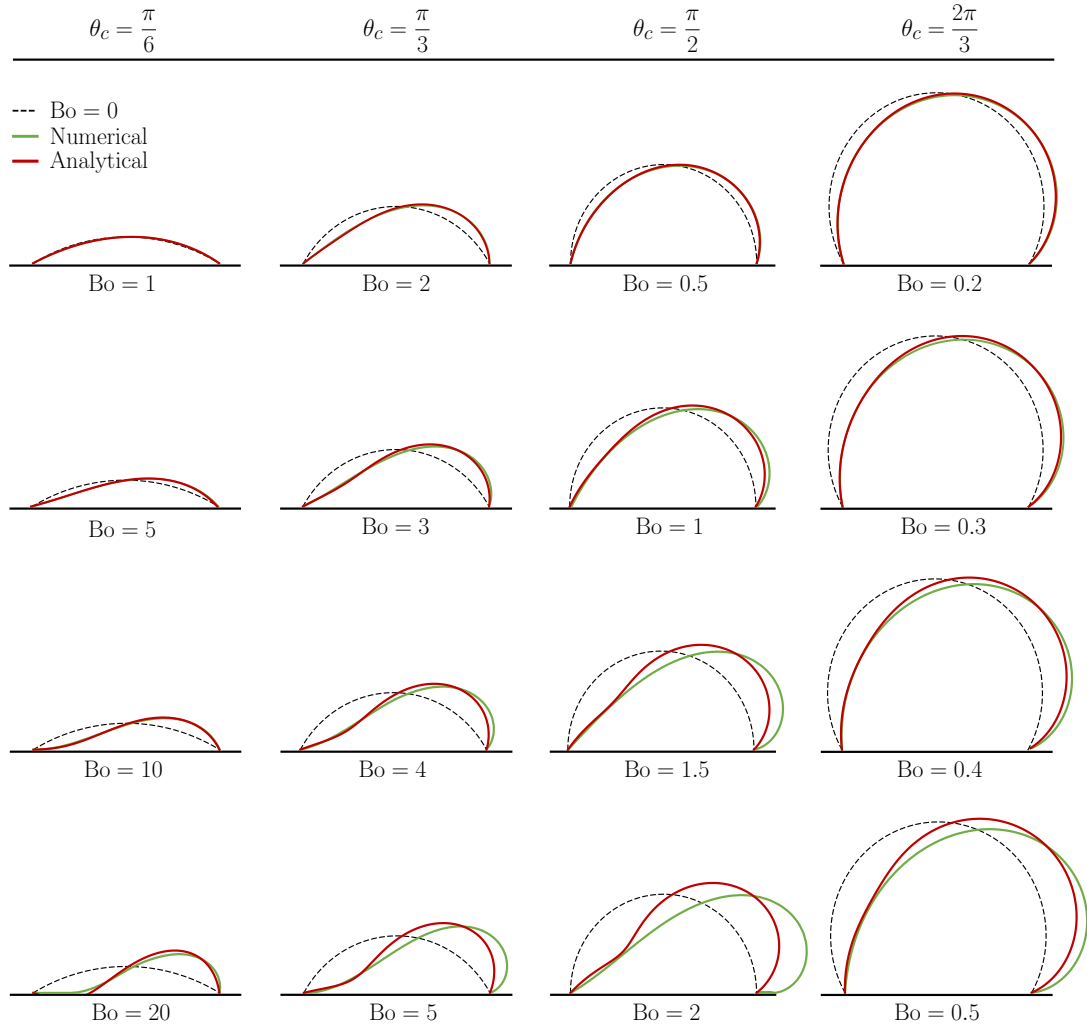 θc = π/6 θc = π/3 θc = π/2 θc = 2π/3
Bo = 0
Numerical
Analytical
Bo = 1 Bo = 2 Bo = 0.5 Bo = 0.2
Bo = 5 Bo = 3 Bo = 1 Bo = 0.3
Bo = 10 Bo = 4 Bo = 1.5 Bo = 0.4
Bo = 20 Bo = 5 Bo = 2 Bo = 0.5